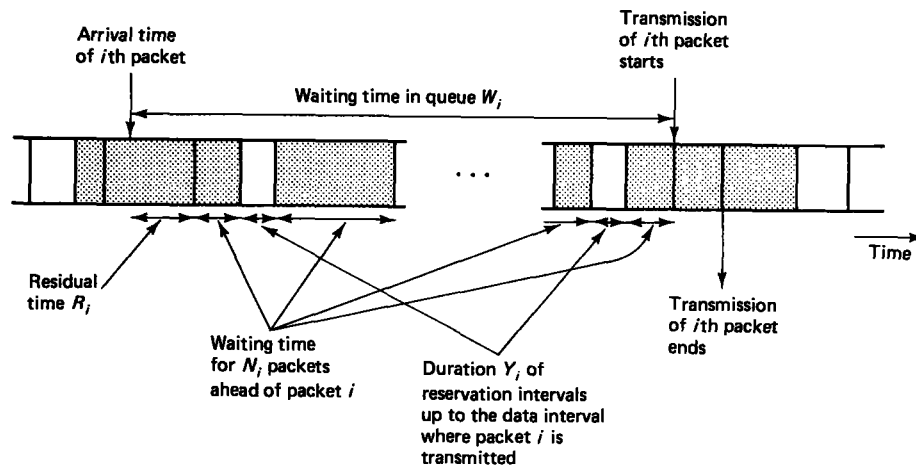 Arrival time
of ith packet
Transmission
of ith packet
starts
Waiting time in queue Wi
. . .
Time
Residual
time Ri
Waiting time
for Ni packets
ahead of packet i
Duration Yi of
reservation intervals
up to the data interval
where packet i is
transmitted
Transmission
of ith packet
ends